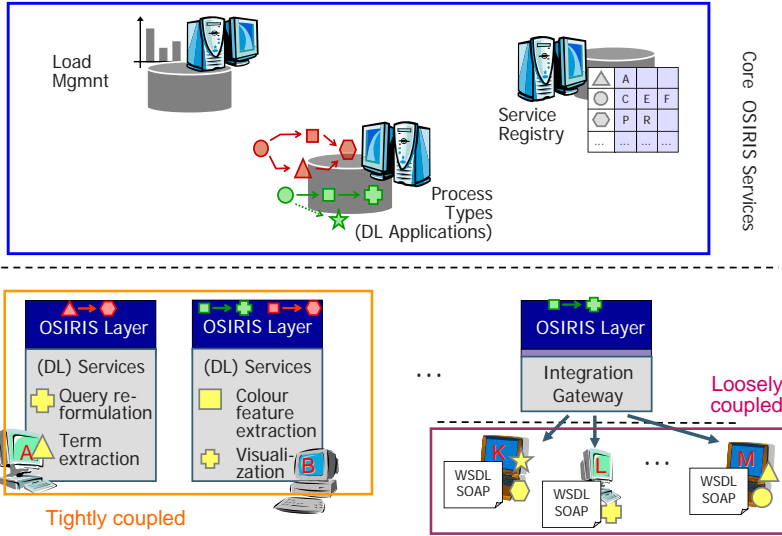 Load
Mgmnt
Service
Registry
A
C E F
P R
... ... ...
Process
Types
(DL Applications)
Core OSIRIS Services
OSIRIS Layer
(DL) Services
Query re-
formulation
Term
extraction
A
OSIRIS Layer
(DL) Services
Colour
feature
extraction
Visuali-
zation
B
Tightly coupled
...
OSIRIS Layer
Integration
Gateway
Loosely
coupled
K
WSDL
SOAP
L
WSDL
SOAP
...
M
WSDL
SOAP